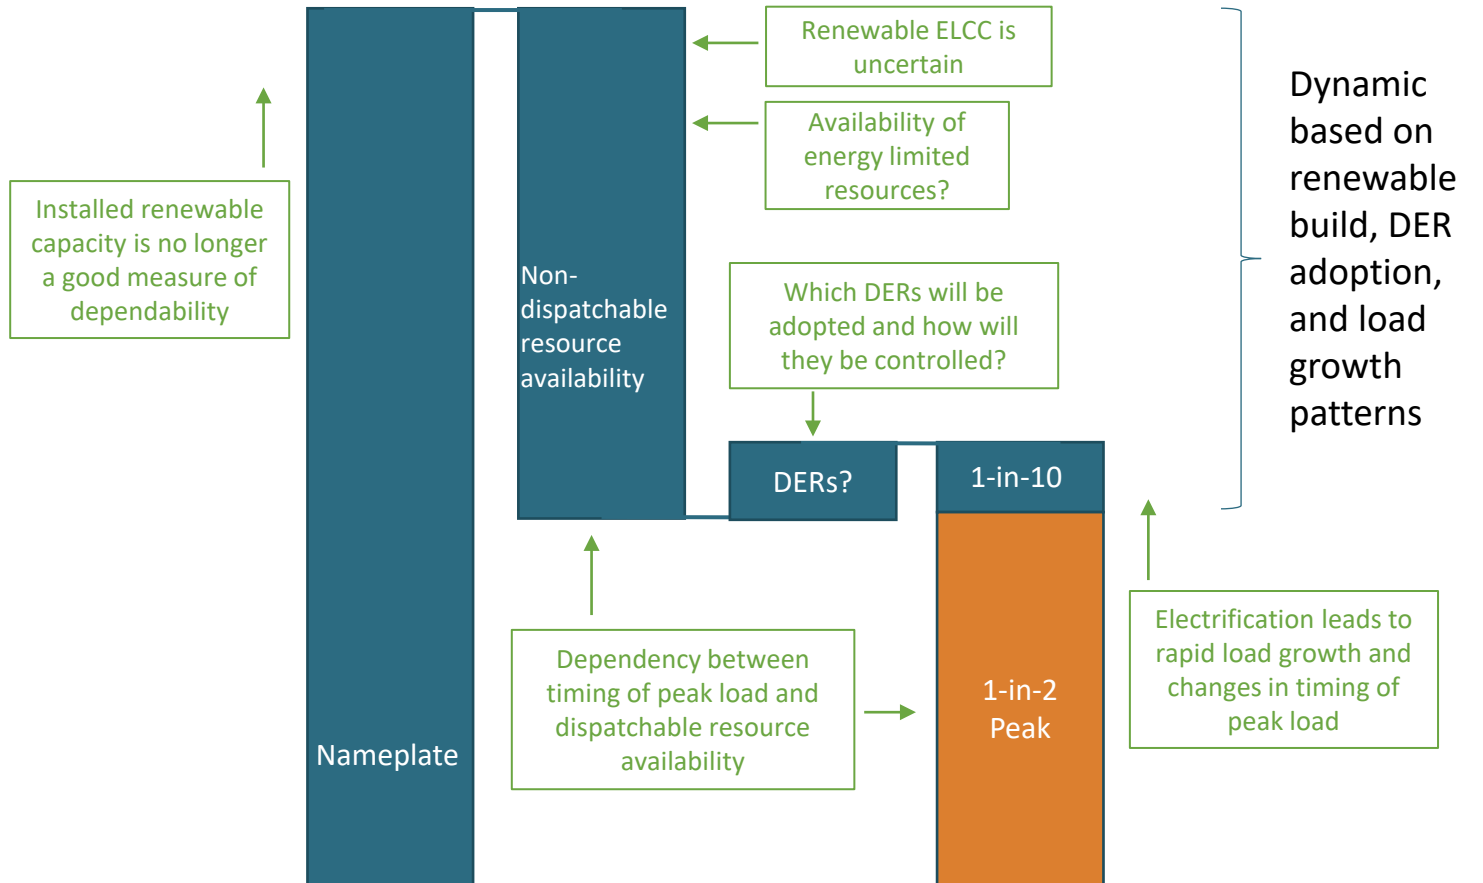 Renewable ELCC is
uncertain
Availability of
energy limited
resources?
Dynamic
based on
renewable
build, DER
adoption,
and load
growth
patterns
Installed renewable
capacity is no longer
a good measure of
dependability
Non-
dispatchable
resource
availability
Which DERs will be
adopted and how will
they be controlled?
DERs?
1-in-10
Dependency between
timing of peak load and
dispatchable resource
availability
Nameplate
1-in-2
Peak
Electrification leads to
rapid load growth and
changes in timing of
peak load